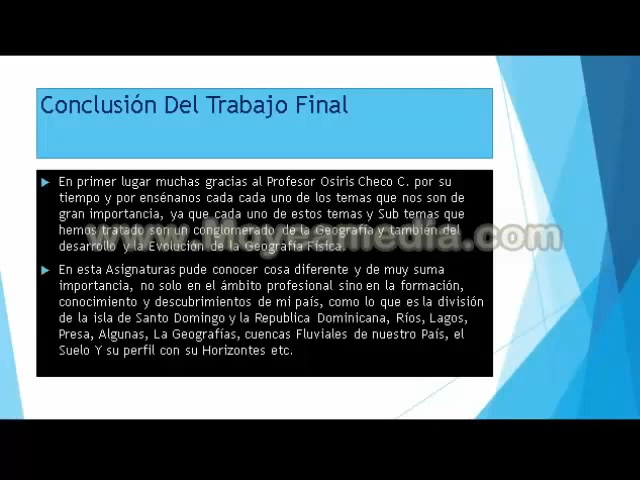 Conclusión Del Trabajo Final
En primer lugar muchas gracias al Profesor Osiris Checo C. por su
tiempo y por ensénanos cada cada uno de los temas que nos son de
gran importancia, ya que cada uno de estos temas y Sub temas que
hemos tratado son un conglomerado de la Geografía y también del
desarrollo y la Evolución de la Geografía Física.
En esta Asignaturas pude conocer cosa diferente y de muy suma
importancia, no solo en el ámbito profesional sino en la formación,
conocimiento y descubrimientos de mi país, como lo que es la división
de la isla de Santo Domingo y la Republica Dominicana, Ríos, Lagos,
Presa, Algunas, La Geografías, cuencas Fluviales de nuestro País, el
Suelo Y su perfil con su Horizontes etc.